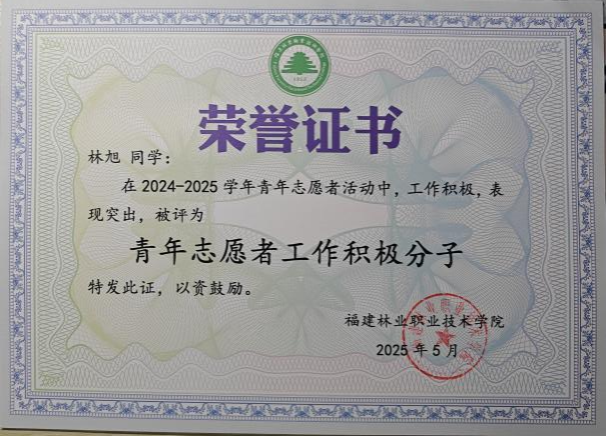 荣誉证书
林旭 同学：
在 2024-2025 学年青年志愿者活动中，工作积极，表
现突出，被评为
青年志愿者工作积极分子
特发此证，以资鼓励。
福建林业职业技术学院
2025 年 5 月